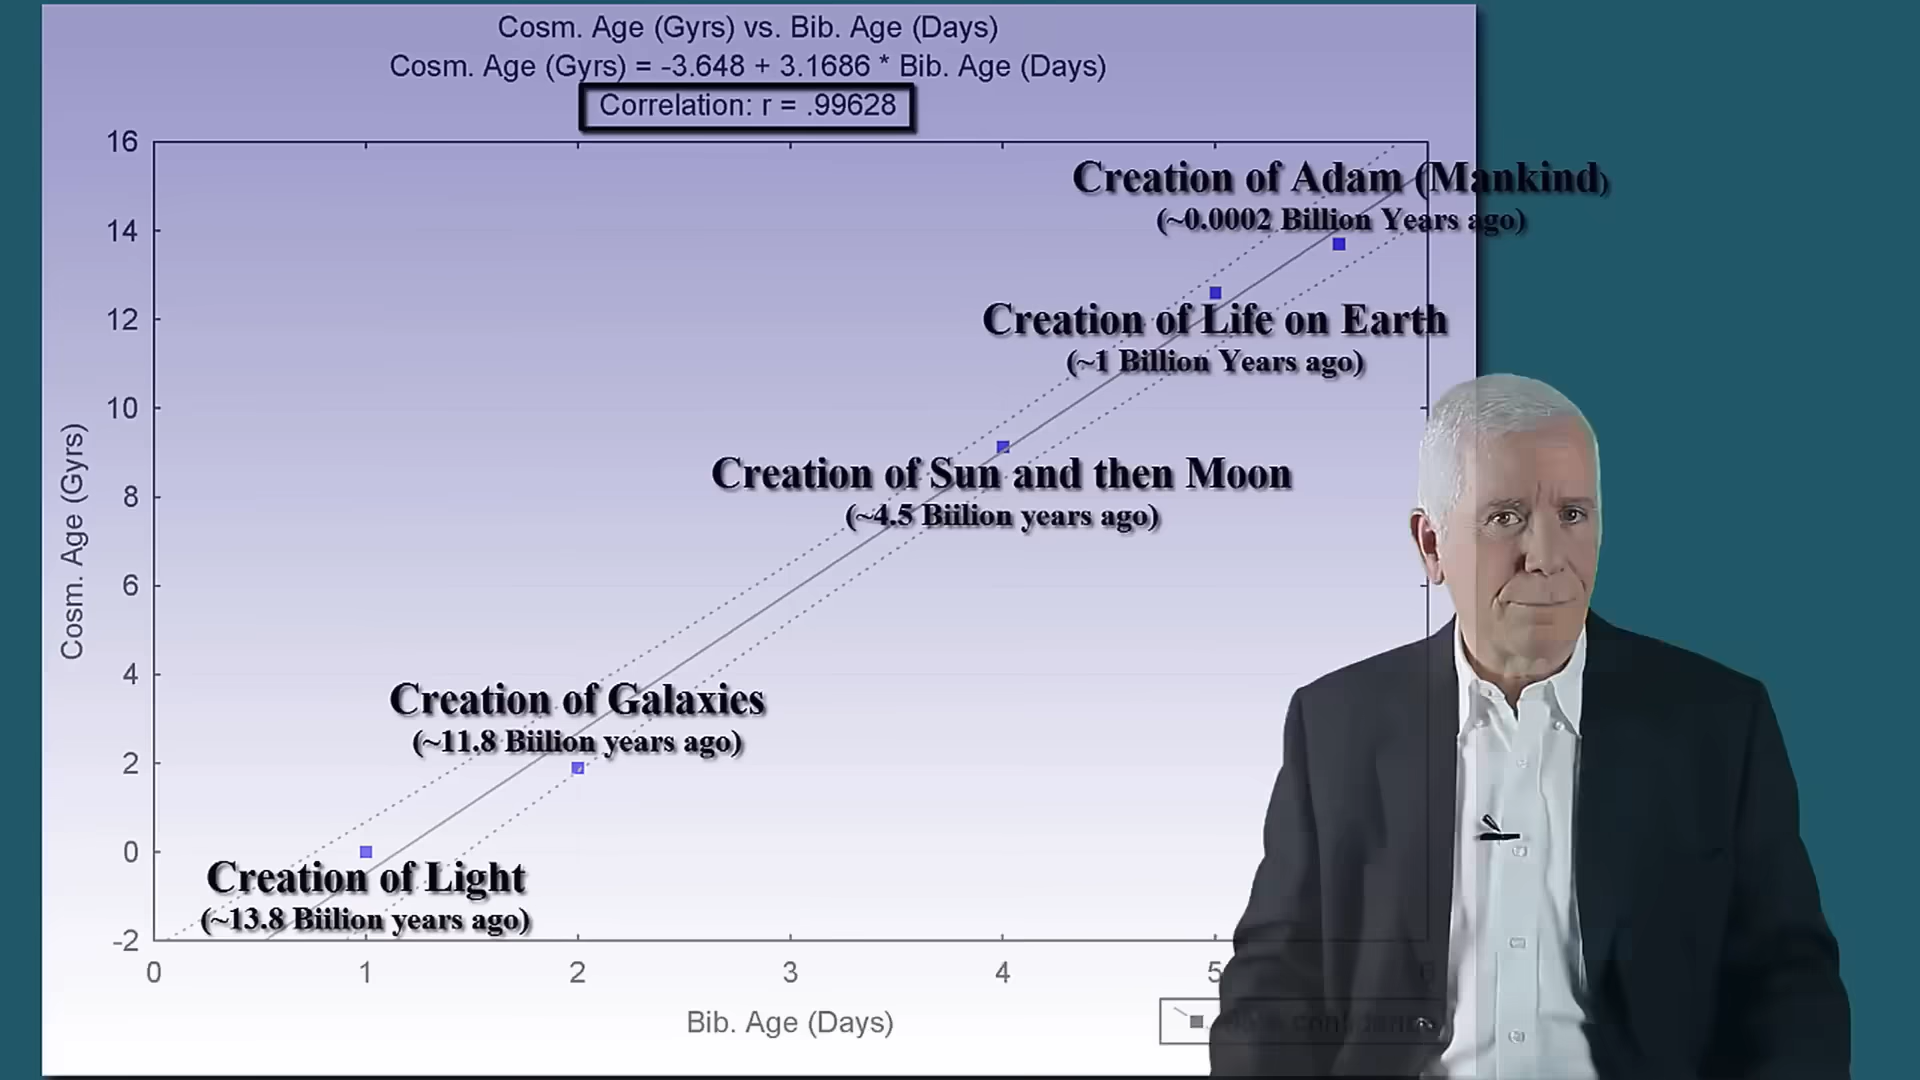 Cosm. Age (Gyrs) vs. Bib. Age (Days)
Cosm. Age (Gyrs) = -3.648 + 3.1686 * Bib. Age (Days)
Correlation: r = .99628
16
14
12
10
8
6
4
2
0
-2
Cosm. Age (Gyrs)
Creation of Adam (Mankind)
(~0.0002 Billion Years ago)
Creation of Life on Earth
(~1 Billion Years ago)
Creation of Sun and then Moon
(~4.5 Biilion years ago)
Creation of Galaxies
(~11.8 Biilion years ago)
Creation of Light
(~13.8 Biilion years ago)
0 1 2 3 4 5 6
Bib. Age (Days)
confidence